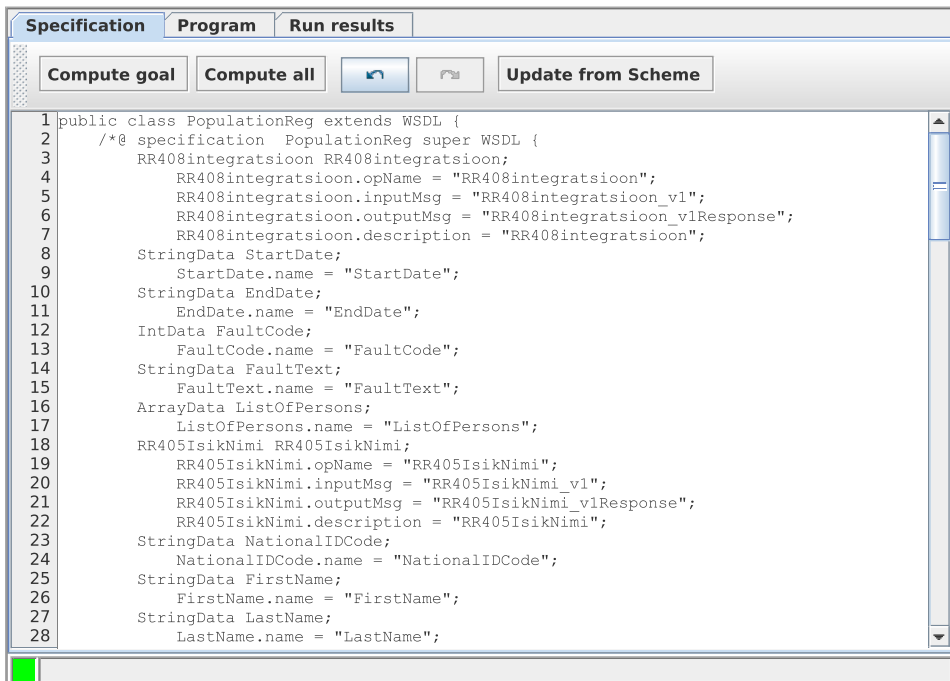 Specification Program Run results
Compute goal Compute all Update from Scheme
1 public class PopulationReg extends WSDL {
2 /*@ specification PopulationReg super WSDL {
3 RR408integratsioon RR408integratsioon;
4 RR408integratsioon.opName = "RR408integratsioon";
5 RR408integratsioon.inputMsg = "RR408integratsioon_v1";
6 RR408integratsioon.outputMsg = "RR408integratsioon_v1Response";
7 RR408integratsioon.description = "RR408integratsioon";
8 StringData StartDate;
9 StartDate.name = "StartDate";
10 StringData EndDate;
11 EndDate.name = "EndDate";
12 IntData FaultCode;
13 FaultCode.name = "FaultCode";
14 StringData FaultText;
15 FaultText.name = "FaultText";
16 ArrayData ListOfPersons;
17 ListOfPersons.name = "ListOfPersons";
18 RR405IsikNimi RR405IsikNimi;
19 RR405IsikNimi.opName = "RR405IsikNimi";
20 RR405IsikNimi.inputMsg = "RR405IsikNimi_v1";
21 RR405IsikNimi.outputMsg = "RR405IsikNimi_v1Response";
22 RR405IsikNimi.description = "RR405IsikNimi";
23 StringData NationalIDCode;
24 NationalIDCode.name = "NationalIDCode";
25 StringData FirstName;
26 FirstName.name = "FirstName";
27 StringData LastName;
28 LastName.name = "LastName";